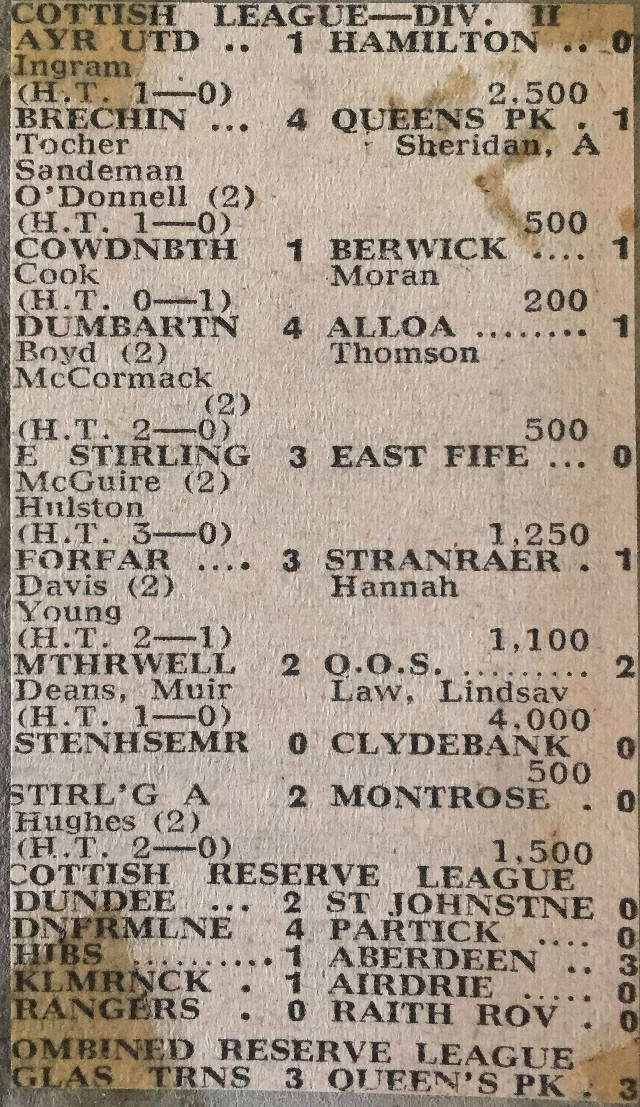 COTTISH LEAGUE—DIV. II
AYR UTD .. 1 HAMILTON .. 0
Ingram
(H.T. 1—0) 2,500
BRECHIN ... 4 QUEENS PK . 1
Tocher Sheridan, A
Sandeman
O'Donnell (2)
(H.T. 1—0) 500
COWDNBTH 1 BERWICK .... 1
Cook Moran
(H.T. 0—1) 200
DUMBARTN 4 ALLOA ........ 1
Boyd (2) Thomson
McCormack
(2)
(H.T. 2—0) 500
E STIRLING 3 EAST FIFE ... 0
McGuire (2)
Hulston
(H.T. 3—0) 1,250
FORFAR .... 3 STRANRAER . 1
Davis (2) Hannah
Young
(H.T. 2—1) 1,100
MTHRWELL 2 Q.O.S. ......... 2
Deans, Muir Law, Lindsay
(H.T. 1—0) 4,000
STENHSEMR 0 CLYDEBANK 0
500
STIRL'G A 2 MONTROSE . 0
Hughes (2)
(H.T. 2—0) 1,500
COTTISH RESERVE LEAGUE
DUNDEE ... 2 ST JOHNSTNE 0
DNFRMLNE 4 PARTICK .... 0
HIBS ..........1 ABERDEEN .. 3
KLMRNCK . 1 AIRDRIE ..... 0
RANGERS . 0 RAITH ROV . 0
OMBINED RESERVE LEAGUE
GLAS TRNS 3 QUEEN'S PK . 3